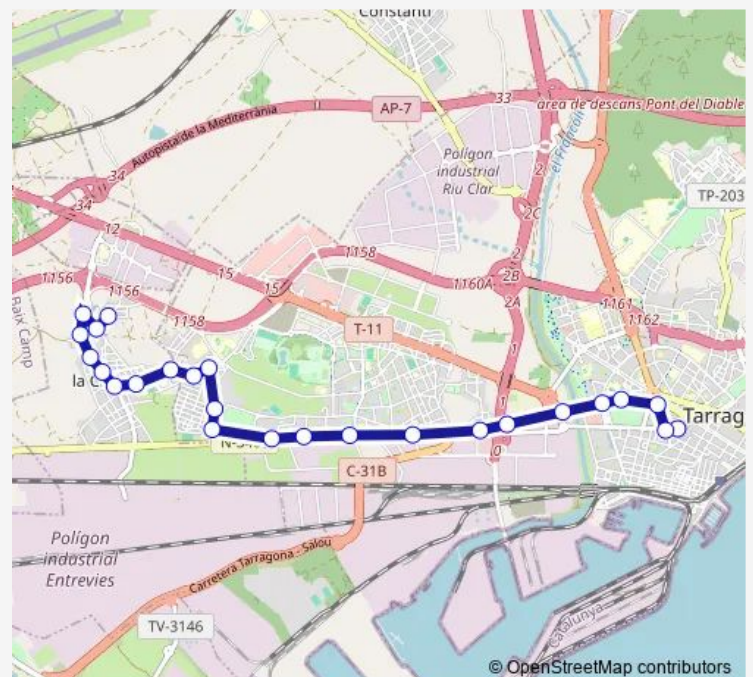 Constantí
33
àrea de descans Pont del Diable
AP-7
Autopista de la Mediterrània
el Francolí
2
Polígon
industrial
Riu Clar
34
TP-203
34
2C
12
2
1158
2B
1156
15
15
1160A
1161
1156
2A
1162
1158
Baix Camp
T-11
1
la C
1
Tarrag
N-340
0
C-31B
Polígon
industrial
Entrevies
Carretera Tarragona - Salou
TV-3146
Catalunya
© OpenStreetMap contributors